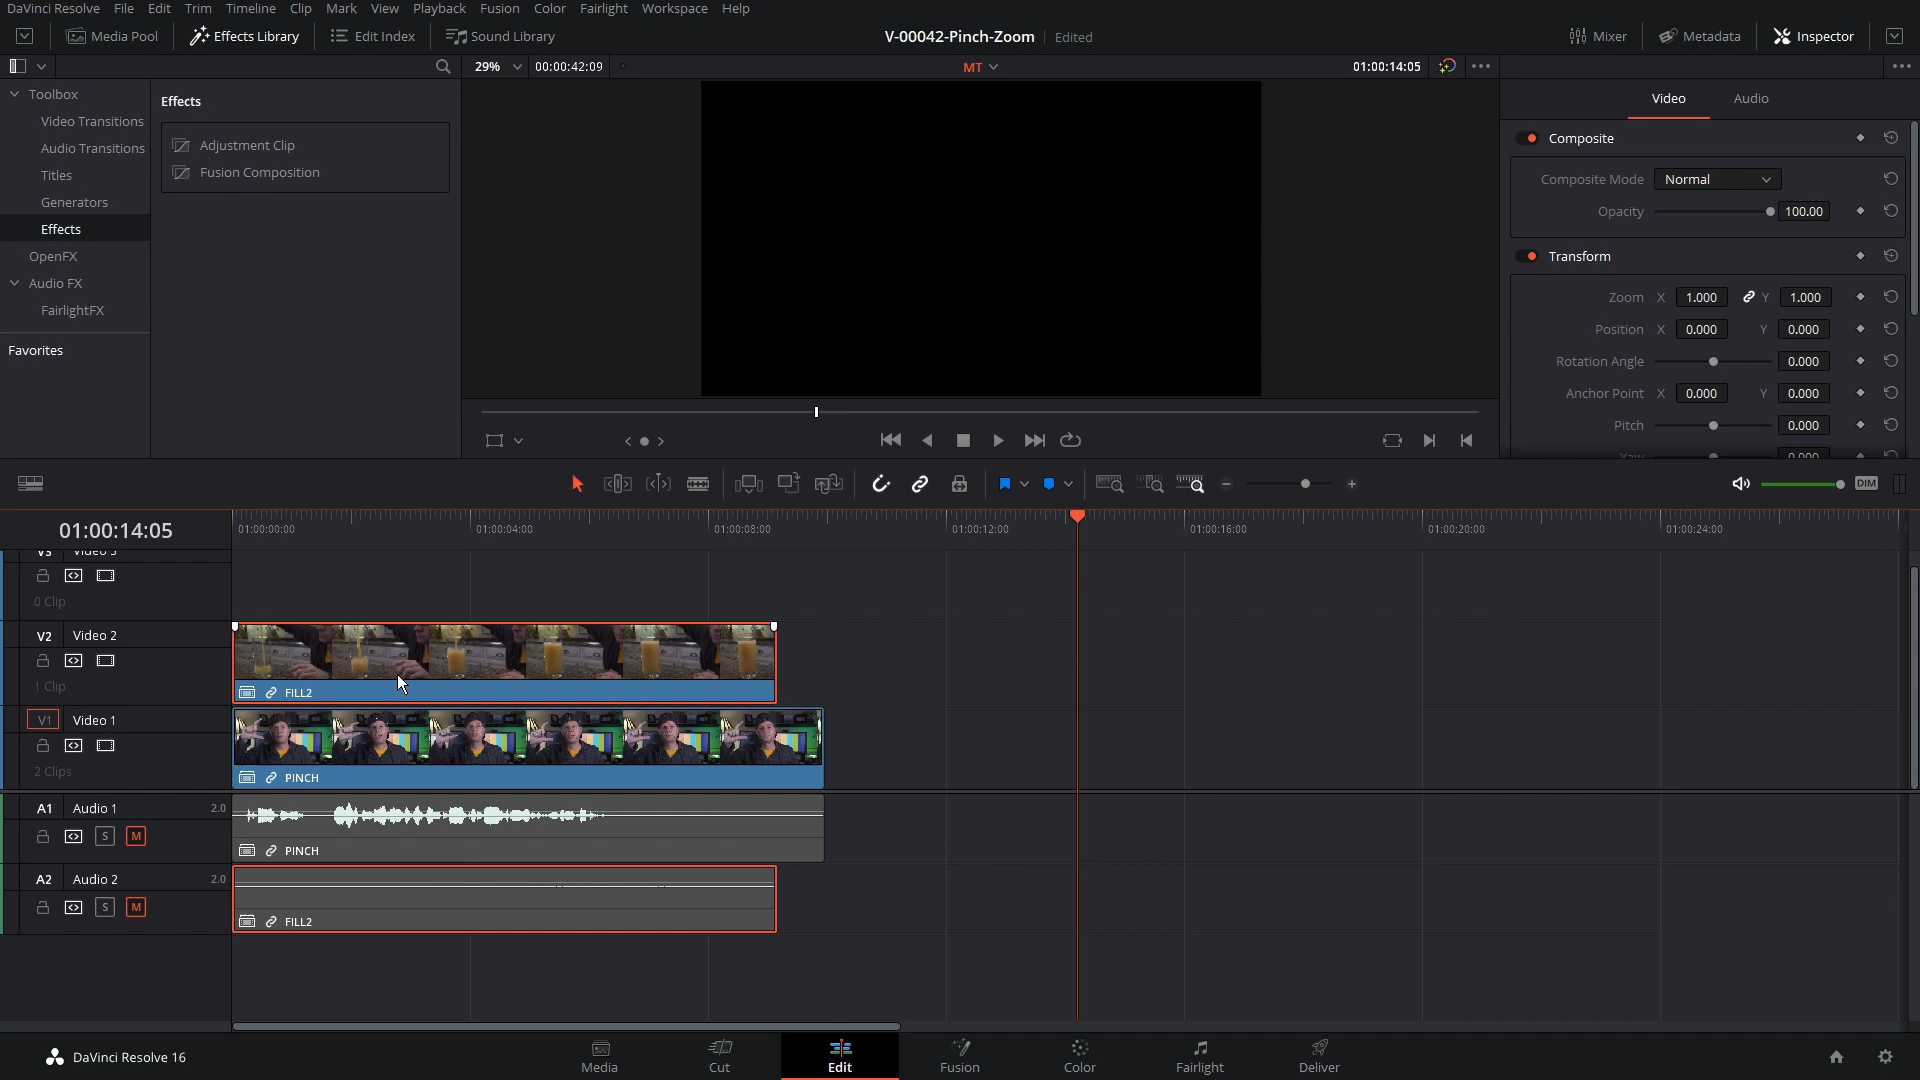 DaVinci Resolve File Edit Trim Timeline Clip Mark View Playback Fusion Color Fairlight Workspace Help
Media Pool Effects Library Edit Index Sound Library V-00042-Pinch-Zoom Edited Mixer Metadata Inspector
29% 00:00:42:09 MT 01:00:14:05
Toolbox
Video Transitions
Audio Transitions
Titles
Generators
Effects
OpenFX
Audio FX
FairlightFX
Favorites
Effects
Adjustment Clip
Fusion Composition
Video Audio
Composite
Composite Mode Normal
Opacity 100.00
Transform
Zoom X 1.000 Y 1.000
Position X 0.000 Y 0.000
Rotation Angle 0.000
Anchor Point X 0.000 Y 0.000
Pitch 0.000
Yaw 0.000
DIM
01:00:14:05
01:00:00:00 01:00:04:00 01:00:08:00 01:00:12:00 01:00:16:00 01:00:20:00 01:00:24:00
V3 Video 3
0 Clip
V2 Video 2
1 Clip
FILL2
V1 Video 1
2 Clips
PINCH
A1 Audio 1 2.0
S M
PINCH
A2 Audio 2 2.0
S M
FILL2
DaVinci Resolve 16
Media Cut Edit Fusion Color Fairlight Deliver